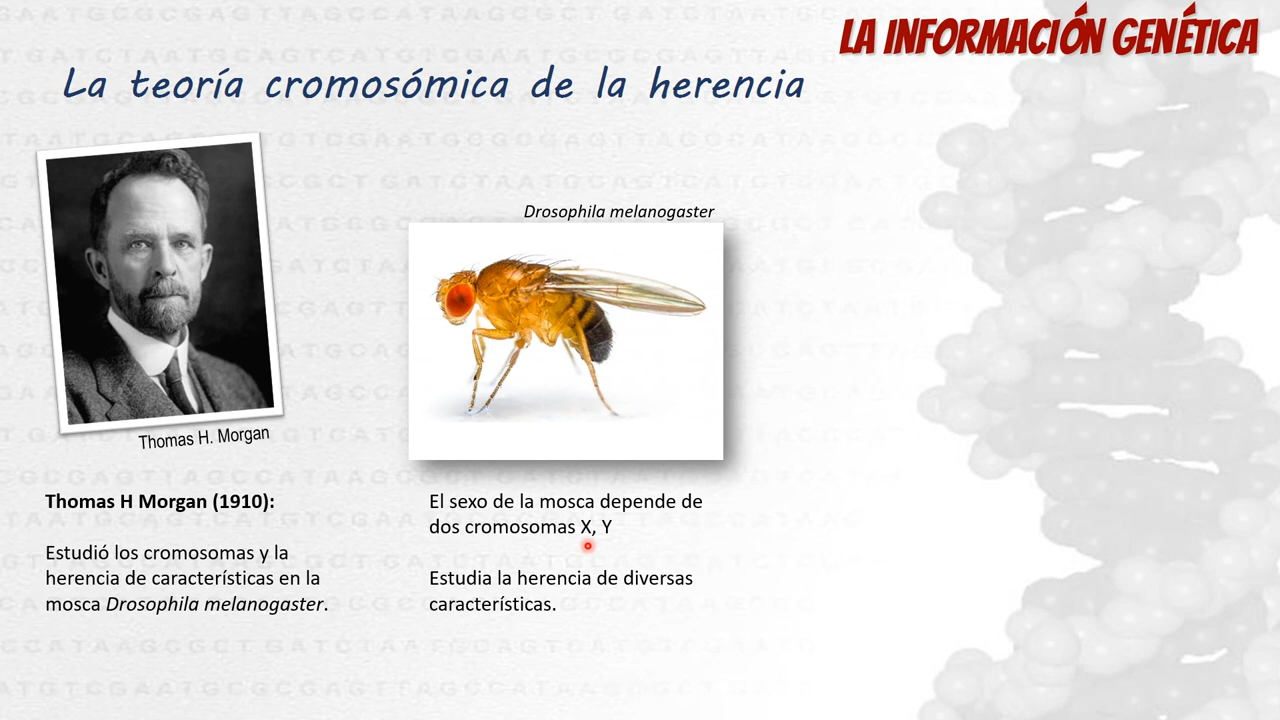 LA INFORMACIÓN GENÉTICA
La teoría cromosómica de la herencia
Drosophila melanogaster
Thomas H. Morgan
Thomas H Morgan (1910):
Estudió los cromosomas y la
herencia de características en la
mosca Drosophila melanogaster.
El sexo de la mosca depende de
dos cromosomas X, Y
Estudia la herencia de diversas
características.